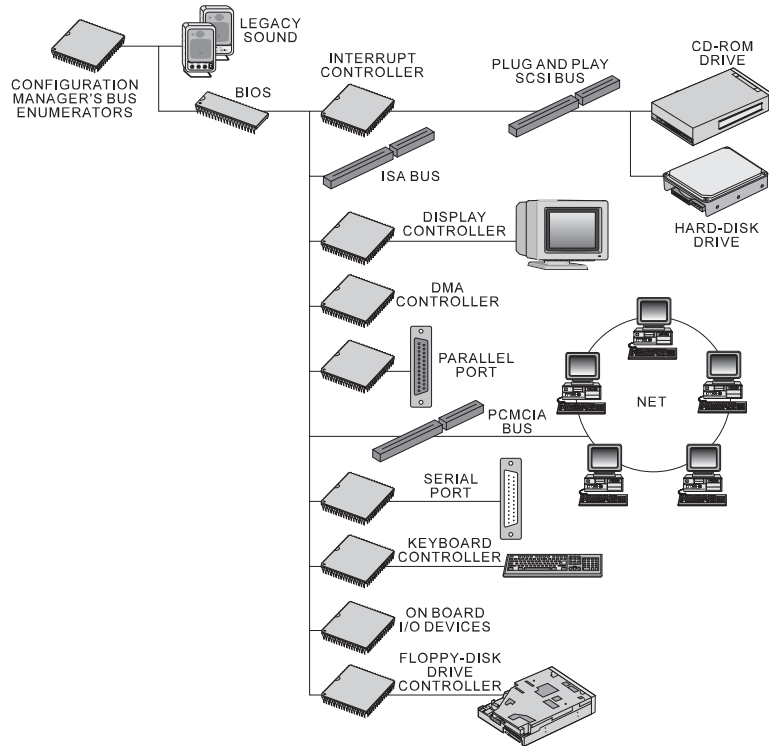 LEGACY
SOUND
CONFIGURATION
MANAGER'S BUS
ENUMERATORS
BIOS
INTERRUPT
CONTROLLER
PLUG AND PLAY
SCSI BUS
CD-ROM
DRIVE
ISA BUS
HARD-DISK
DRIVE
DISPLAY
CONTROLLER
DMA
CONTROLLER
PARALLEL
PORT
NET
PCMCIA
BUS
SERIAL
PORT
KEYBOARD
CONTROLLER
ON BOARD
I/O DEVICES
FLOPPY-DISK
DRIVE
CONTROLLER